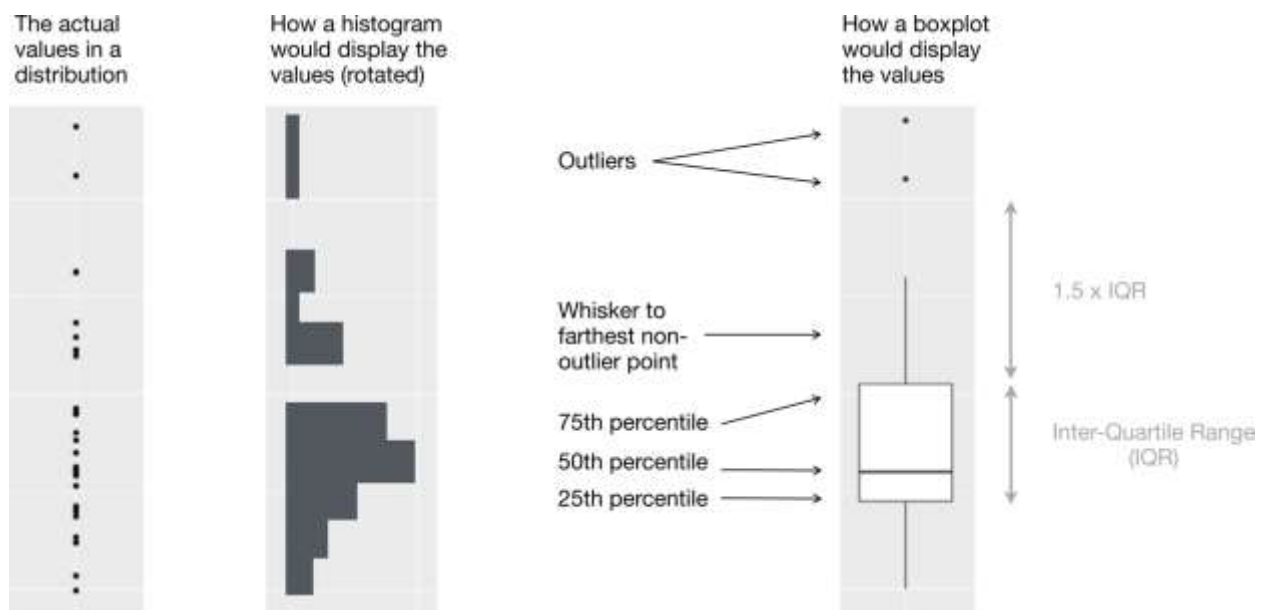 The actual
values in a
distribution
How a histogram
would display the
values (rotated)
How a boxplot
would display
the values
Outliers
1.5 x IQR
Whisker to
farthest non-
outlier point
75th percentile
50th percentile
25th percentile
Inter-Quartile Range
(IQR)